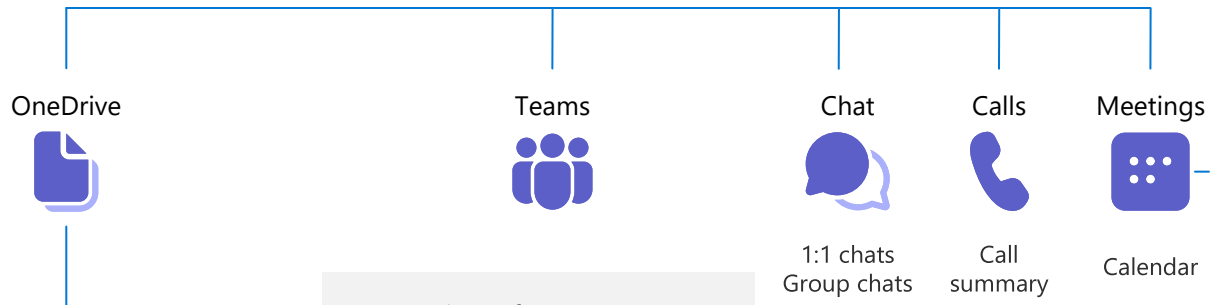 OneDrive
Teams
Chat
Calls
Meetings
1:1 chats
Group chats
Call
summary
Calendar